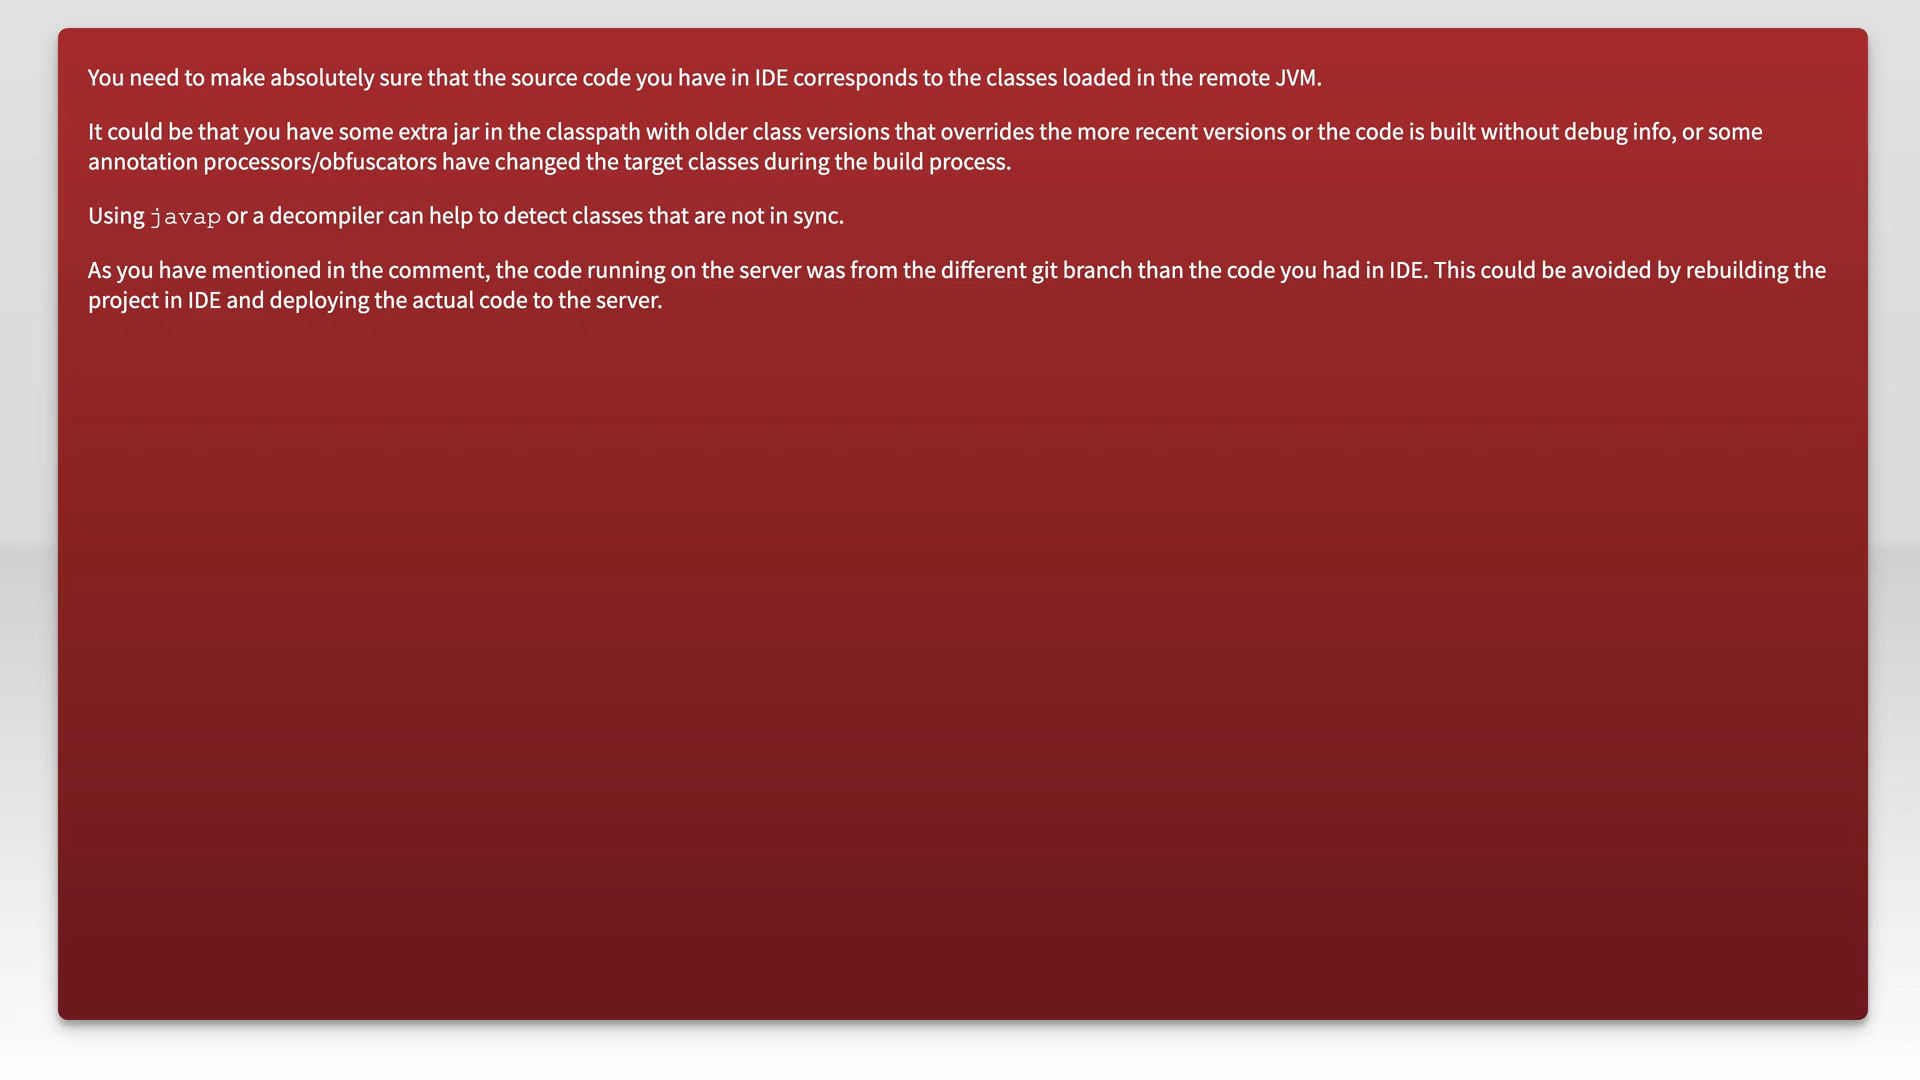 You need to make absolutely sure that the source code you have in IDE corresponds to the classes loaded in the remote JVM.
It could be that you have some extra jar in the classpath with older class versions that overrides the more recent versions or the code is built without debug info, or some
annotation processors/obfuscators have changed the target classes during the build process.
Using javap or a decompiler can help to detect classes that are not in sync.
As you have mentioned in the comment, the code running on the server was from the different git branch than the code you had in IDE. This could be avoided by rebuilding the
project in IDE and deploying the actual code to the server.